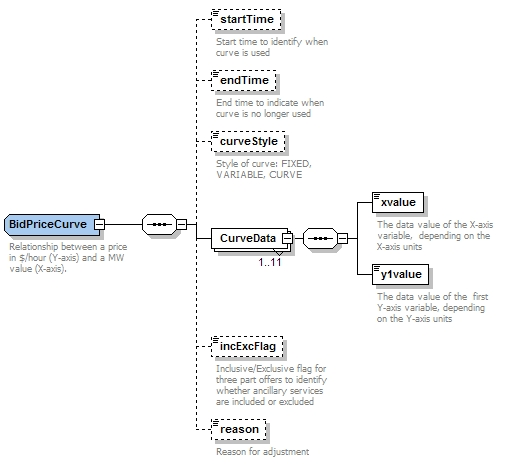 startTime
Start time to identify when
curve is used
endTime
End time to indicate when
curve is no longer used
curveStyle
Style of curve: FIXED,
VARIABLE, CURVE
BidPriceCurve
Relationship between a price
in $/hour (Y-axis) and a MW
value (X-axis).
CurveData
1..11
xvalue
The data value of the X-axis
variable, depending on the
X-axis units
y1value
The data value of the first
Y-axis variable, depending
on the Y-axis units
incExcFlag
Inclusive/Exclusive flag for
three part offers to identify
whether ancillary services
are included or excluded
reason
Reason for adjustment